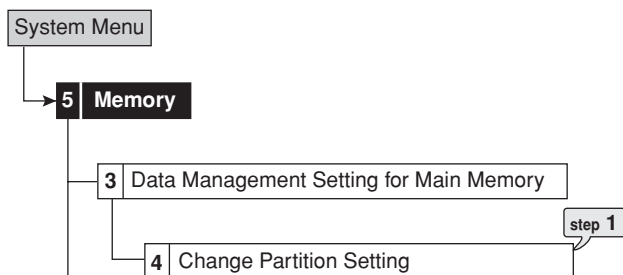 System Menu
5 Memory
3 Data Management Setting for Main Memory
step 1
4 Change Partition Setting